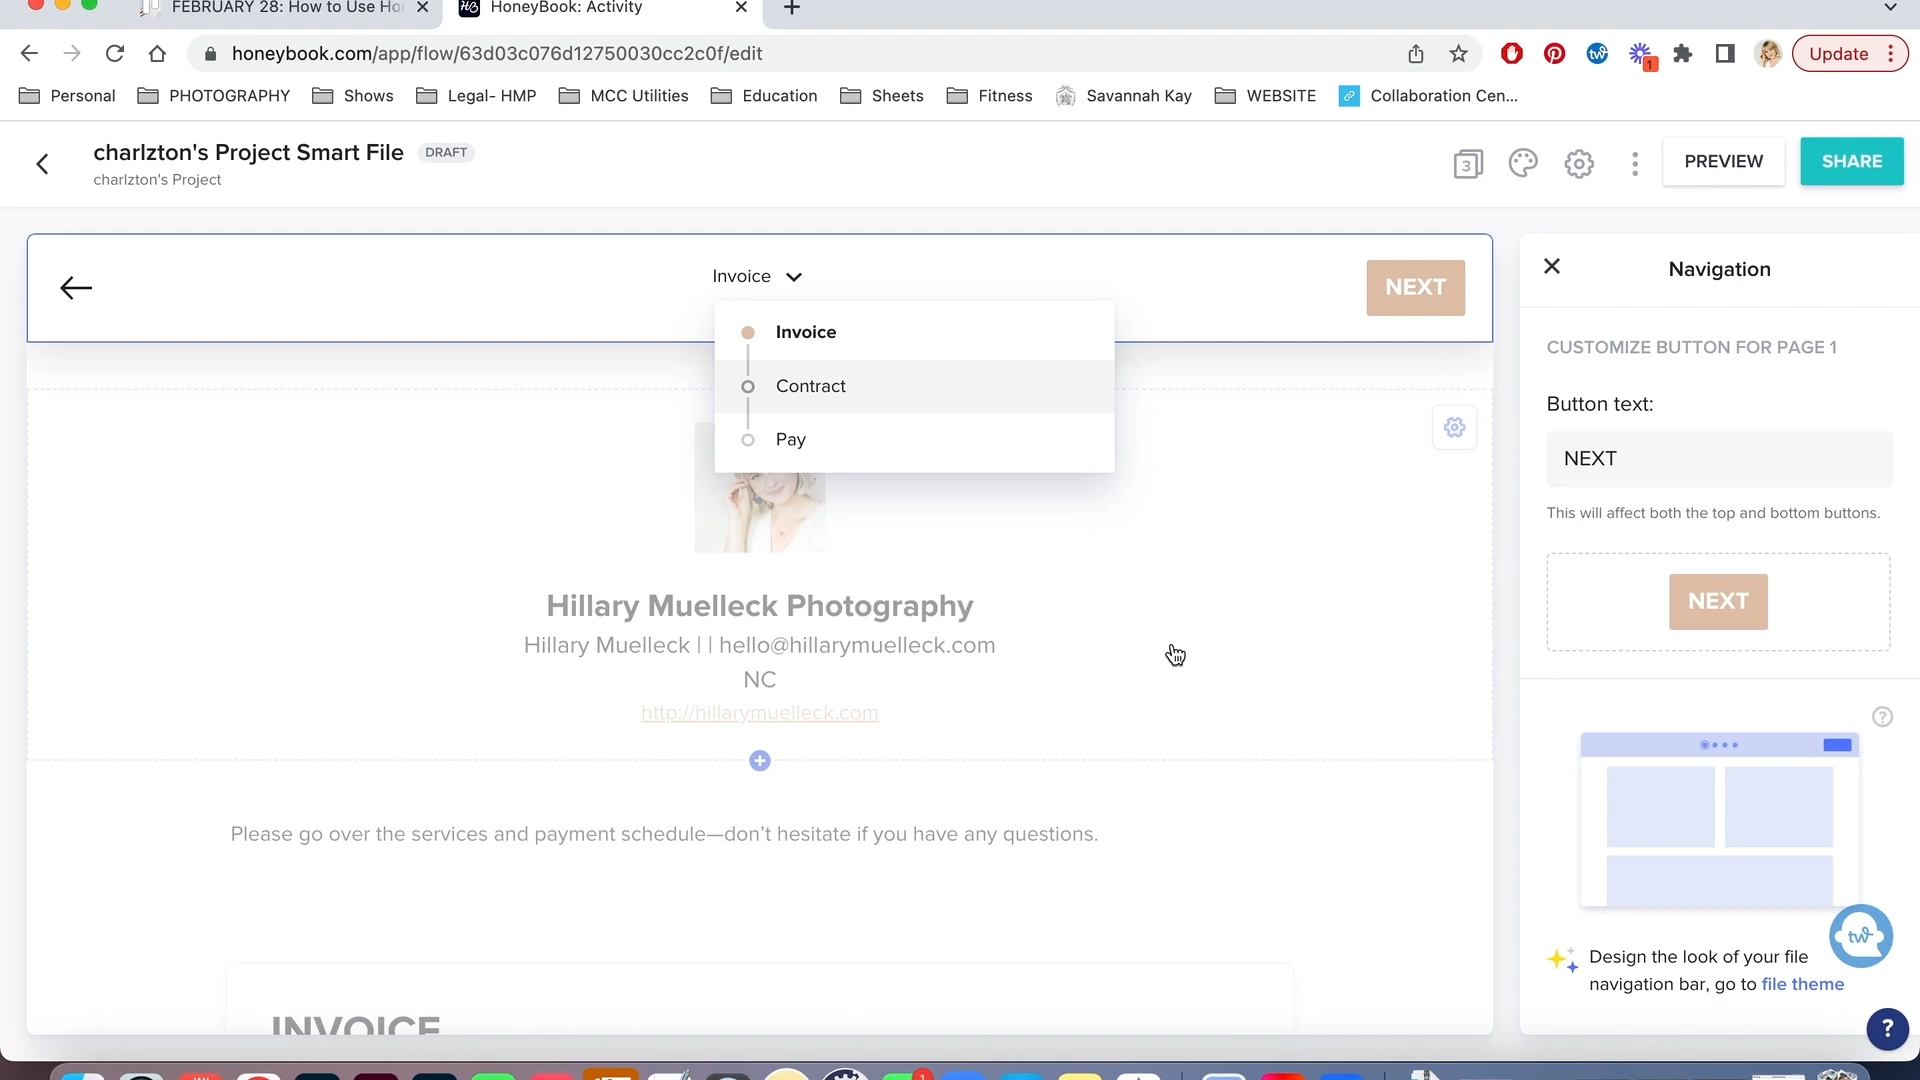 FEBRUARY 28: How to Use Ho
HoneyBook: Activity
honeybook.com/app/flow/63d03c076d12750030cc2c0f/edit
1
Update
Personal
PHOTOGRAPHY
Shows
Legal- HMP
MCC Utilities
Education
Sheets
Fitness
Savannah Kay
WEBSITE
Collaboration Cen...
charlzton's Project Smart File
DRAFT
charlzton's Project
3
PREVIEW
SHARE
Invoice
NEXT
Invoice
Contract
Pay
Hillary Muelleck Photography
Hillary Muelleck | | hello@hillarymuelleck.com
NC
http://hillarymuelleck.com
Please go over the services and payment schedule—don’t hesitate if you have any questions.
INVOICE
Navigation
CUSTOMIZE BUTTON FOR PAGE 1
Button text:
NEXT
This will affect both the top and bottom buttons.
NEXT
?
tw
Design the look of your file
navigation bar, go to file theme
?
JAN
1